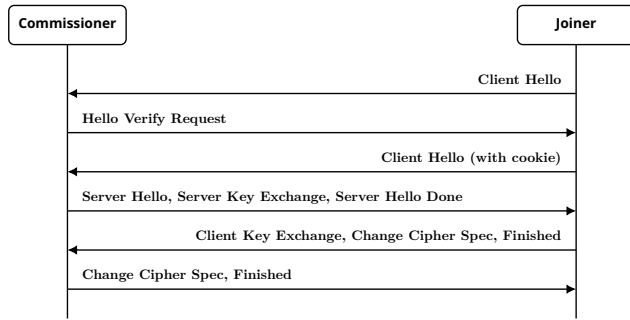 Commissioner
Joiner
Client Hello
Hello Verify Request
Client Hello (with cookie)
Server Hello, Server Key Exchange, Server Hello Done
Client Key Exchange, Change Cipher Spec, Finished
Change Cipher Spec, Finished